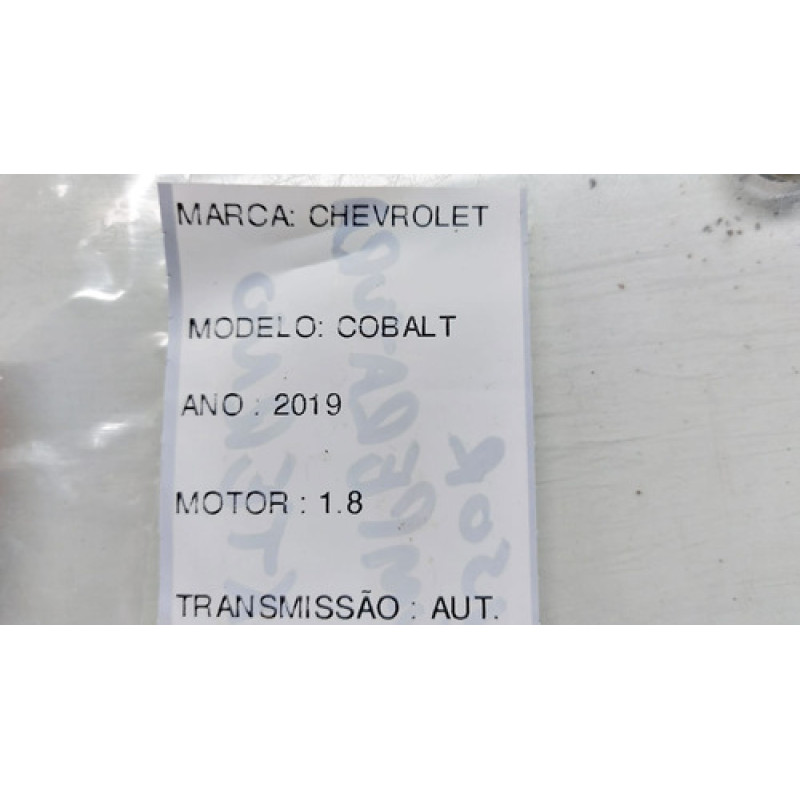 MARCA: CHEVROLET
MODELO: COBALT
ANO : 2019
MOTOR : 1.8
TRANSMISSÃO : AUT.